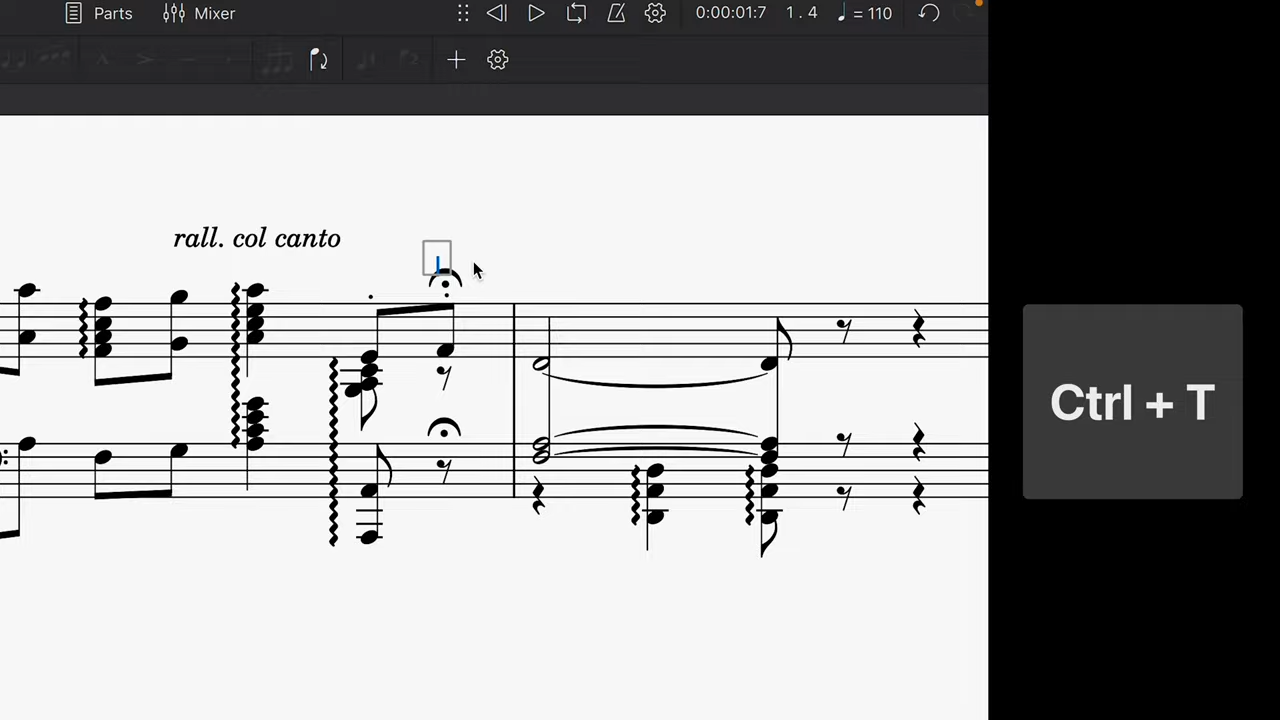 Parts Mixer 0:00:01:7 1 . 4 = 110
rall. col canto
Ctrl + T